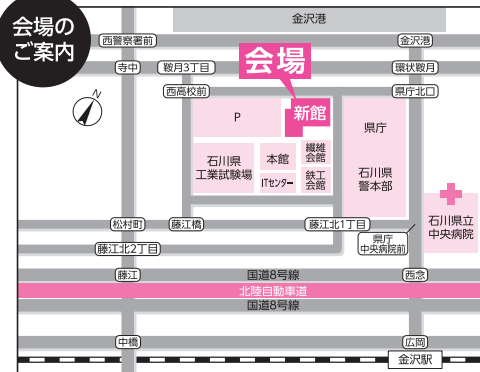 会場の
ご案内
金沢港
西警察署前
金沢港
寺中
鞍月3丁目
会場
環状鞍月
西高校前
県庁北口
N
P
新館
県庁
石川県
工業試験場
本館
繊維
会館
ITセンター
鉄工
会館
石川県
警本部
石川県立
中央病院
松村町
藤江橋
藤江北1丁目
県庁
中央病院前
藤江北2丁目
藤江
国道8号線
西念
北陸自動車道
国道8号線
中橋
広岡
金沢駅